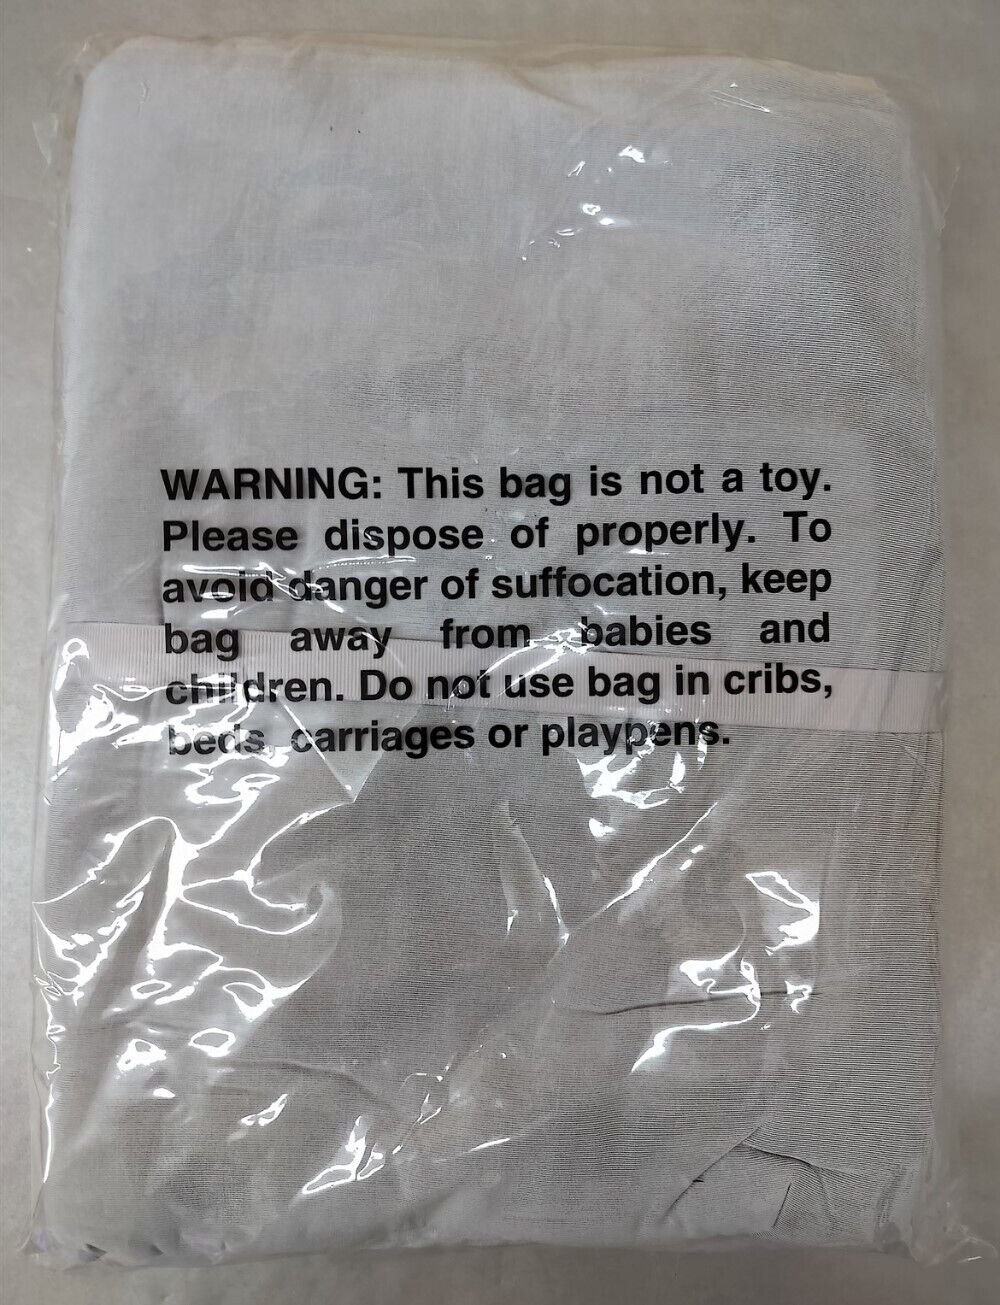 WARNING: This bag is not a toy.
Please dispose of properly. To
avoid danger of suffocation, keep
bag away from babies and
children. Do not use bag in cribs,
beds, carriages or playpens.